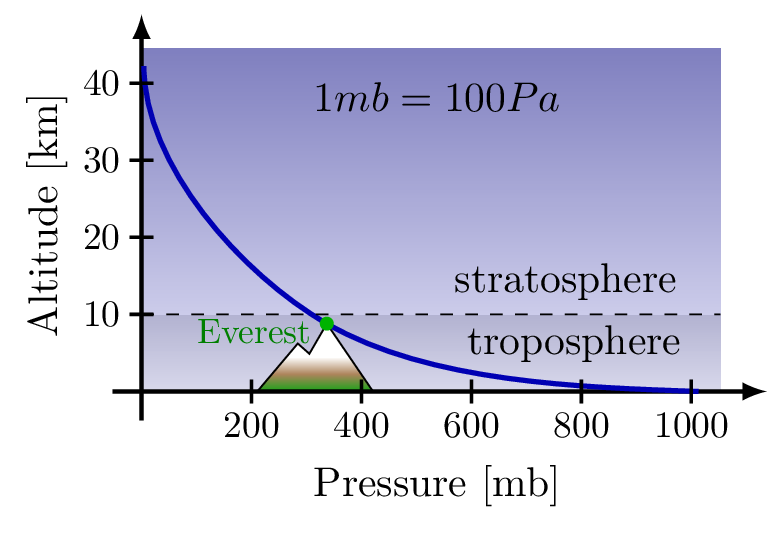 1mb = 100Pa
Altitude [km]
40
30
20
10
stratosphere
Everest
troposphere
200 400 600 800 1000
Pressure [mb]